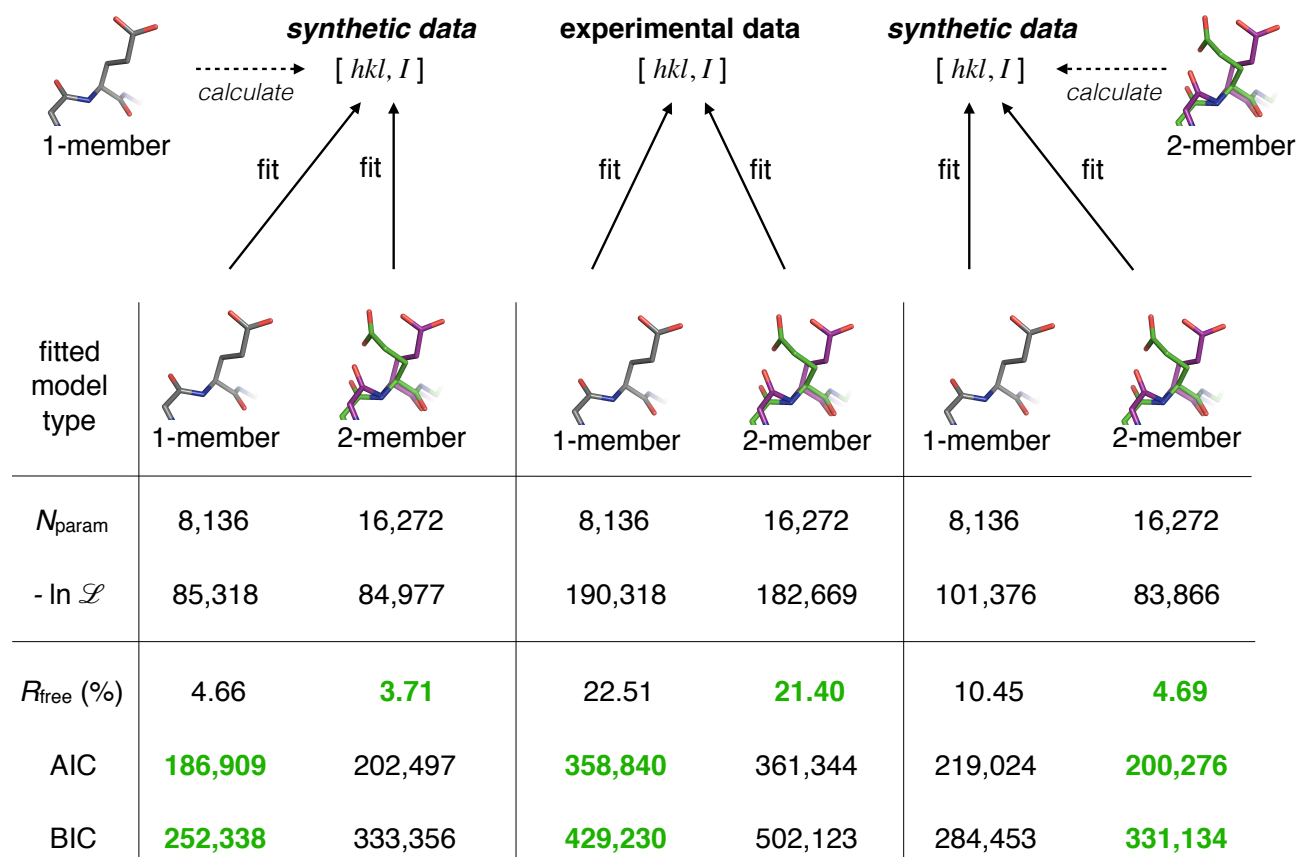 synthetic data experimental data synthetic data
[ hkl, I ] [ hkl, I ] [ hkl, I ]
calculate calculate
1-member 2-member
fit fit fit fit fit fit
fitted
model
type
1-member 2-member 1-member 2-member 1-member 2-member
Nparam 8,136 16,272 8,136 16,272 8,136 16,272
- ln ℒ 85,318 84,977 190,318 182,669 101,376 83,866
Rfree (%) 4.66 3.71 22.51 21.40 10.45 4.69
AIC 186,909 202,497 358,840 361,344 219,024 200,276
BIC 252,338 333,356 429,230 502,123 284,453 331,134